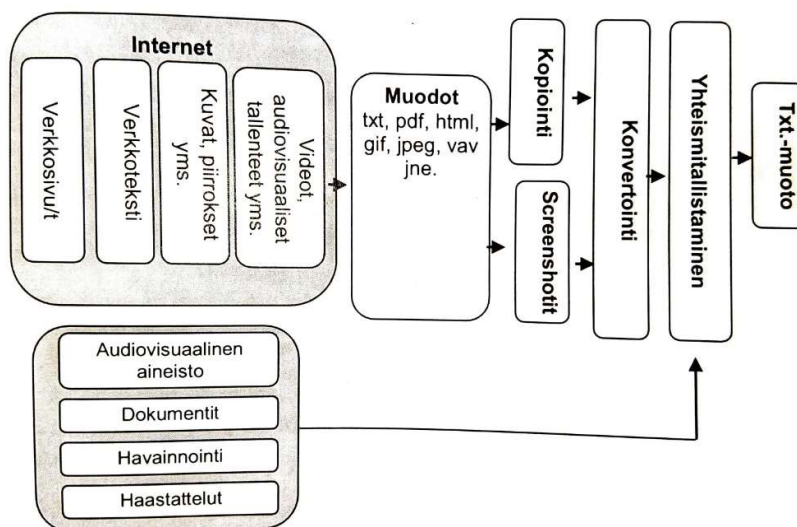 Internet
Verkkosivu/t
Verkkoteksti
Kuvat, piirrokset
yms.
Videot,
audiovisuaaliset
tallenteet yms.
Muodot
txt, pdf, html,
gif, jpeg, vav
jne.
Kopiointi
Screenshotit
Konvertointi
Yhteismitallistaminen
Txt.-muoto
Audiovisuaalinen
aineisto
Dokumentit
Havainnointi
Haastattelut